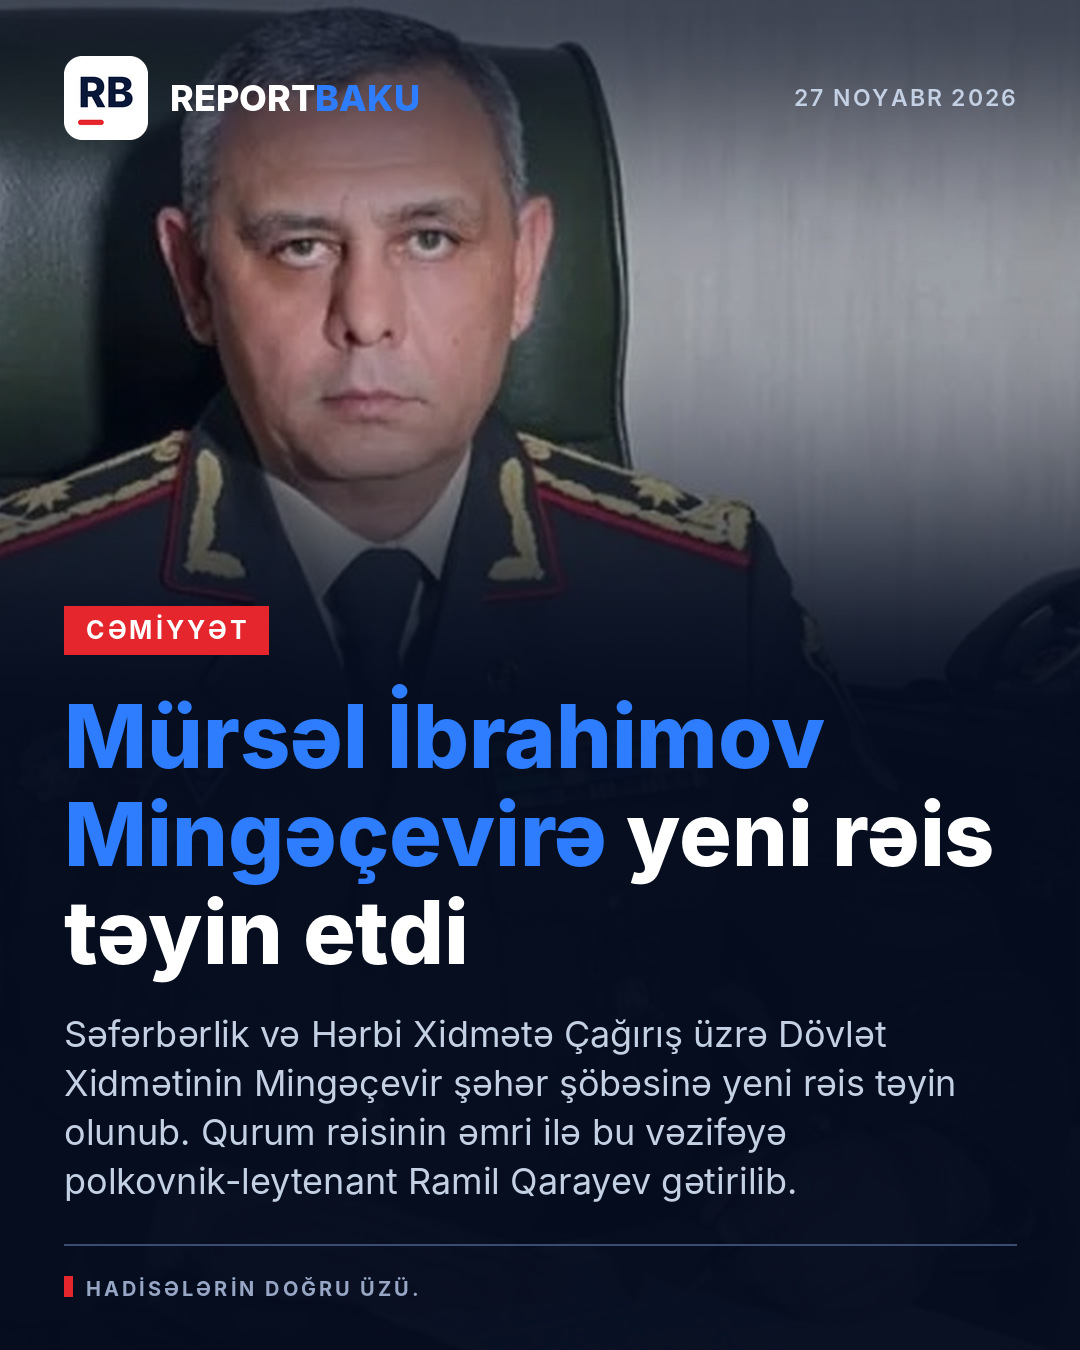 RB
REPORTBAKU
27 NOYABR 2026
CƏMİYYƏT
Mürsəl İbrahimov
Mingəçevirə yeni rəis
təyin etdi
Səfərbərlik və Hərbi Xidmətə Çağırış üzrə Dövlət
Xidmətinin Mingəçevir şəhər şöbəsinə yeni rəis təyin
olunub. Qurum rəisinin əmri ilə bu vəzifəyə
polkovnik-leytenant Ramil Qarayev gətirilib.
HADİSƏLƏRİN DOĞRU ÜZÜ.